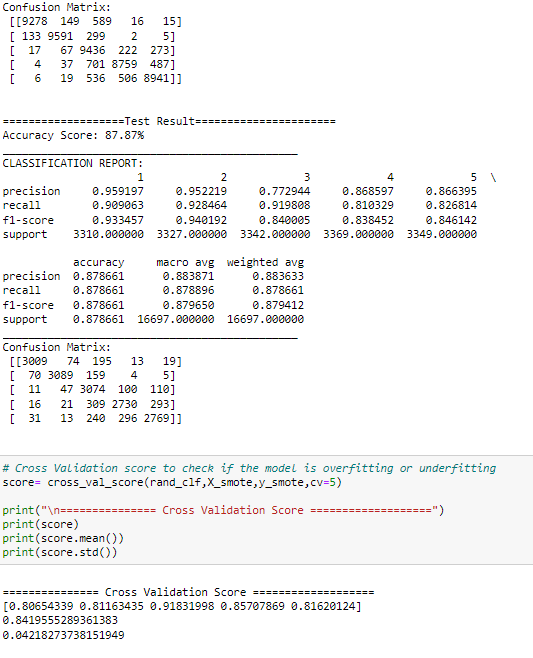 Confusion Matrix:
[[9278 149 589 16 15]
[ 133 9591 299 2 5]
[ 17 67 9436 222 273]
[ 4 37 701 8759 487]
[ 6 19 536 506 8941]]
===================Test Result======================
Accuracy Score: 87.87%
_______________________________________________
CLASSIFICATION REPORT:
1 2 3 4 5 \
precision 0.959197 0.952219 0.772944 0.868597 0.866395
recall 0.909063 0.928464 0.919808 0.810329 0.826814
f1-score 0.933457 0.940192 0.840005 0.838452 0.846142
support 3310.000000 3327.000000 3342.000000 3369.000000 3349.000000
accuracy macro avg weighted avg
precision 0.878661 0.883871 0.883633
recall 0.878661 0.878896 0.878661
f1-score 0.878661 0.879650 0.879412
support 0.878661 16697.000000 16697.000000
_______________________________________________
Confusion Matrix:
[[3009 74 195 13 19]
[ 70 3089 159 4 5]
[ 11 47 3074 100 110]
[ 16 21 309 2730 293]
[ 31 13 240 296 2769]]
# Cross Validation score to check if the model is overfitting or underfitting
score= cross_val_score(rand_clf,X_smote,y_smote,cv=5)
print("\n=============== Cross Validation Score ===================")
print(score)
print(score.mean())
print(score.std())
=============== Cross Validation Score ===================
[0.80654339 0.81163435 0.91831998 0.85707869 0.81620124]
0.8419555289361383
0.04218273738151949